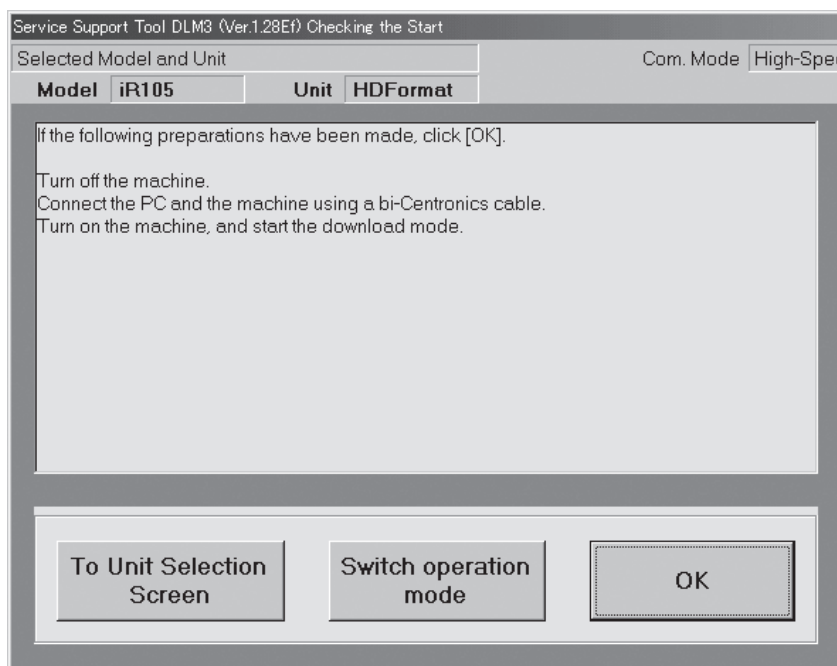 Service Support Tool DLM3 (Ver.1.28Ef) Checking the Start
Selected Model and Unit
Com. Mode High-Spe
Model iR105 Unit HDFormat
If the following preparations have been made, click [OK].
Turn off the machine.
Connect the PC and the machine using a bi-Centronics cable.
Turn on the machine, and start the download mode.
To Unit Selection
Screen
Switch operation
mode
OK